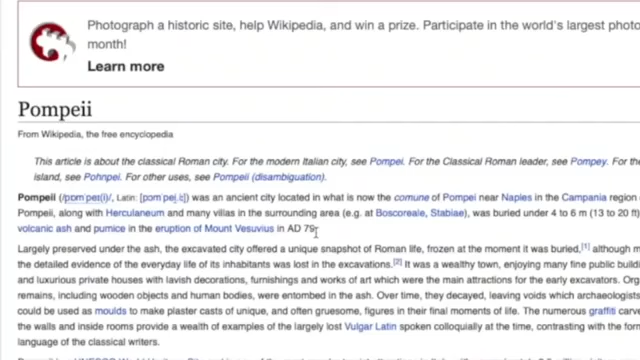 Photograph a historic site, help Wikipedia, and win a prize. Participate in the world's largest photo
month!
Learn more
Pompeii
From Wikipedia, the free encyclopedia
This article is about the classical Roman city. For the modern Italian city, see Pompei. For the Classical Roman leader, see Pompey. For the
island, see Pohnpei. For other uses, see Pompeii (disambiguation).
Pompeii (/pɒmˈpeɪ(i)/, Latin: [pɔmˈpei̯.iː]) was an ancient city located in what is now the comune of Pompei near Naples in the Campania region
Pompeii, along with Herculaneum and many villas in the surrounding area (e.g. at Boscoreale, Stabiae), was buried under 4 to 6 m (13 to 20 ft)
volcanic ash and pumice in the eruption of Mount Vesuvius in AD 79.
Largely preserved under the ash, the excavated city offered a unique snapshot of Roman life, frozen at the moment it was buried,[1] although m
the detailed evidence of the everyday life of its inhabitants was lost in the excavations.[2] It was a wealthy town, enjoying many fine public build
and luxurious private houses with lavish decorations, furnishings and works of art which were the main attractions for the early excavators. Org
remains, including wooden objects and human bodies, were entombed in the ash. Over time, they decayed, leaving voids which archaeologists
could be used as moulds to make plaster casts of unique, and often gruesome, figures in their final moments of life. The numerous graffiti carve
the walls and inside rooms provide a wealth of examples of the largely lost Vulgar Latin spoken colloquially at the time, contrasting with the form
language of the classical writers.